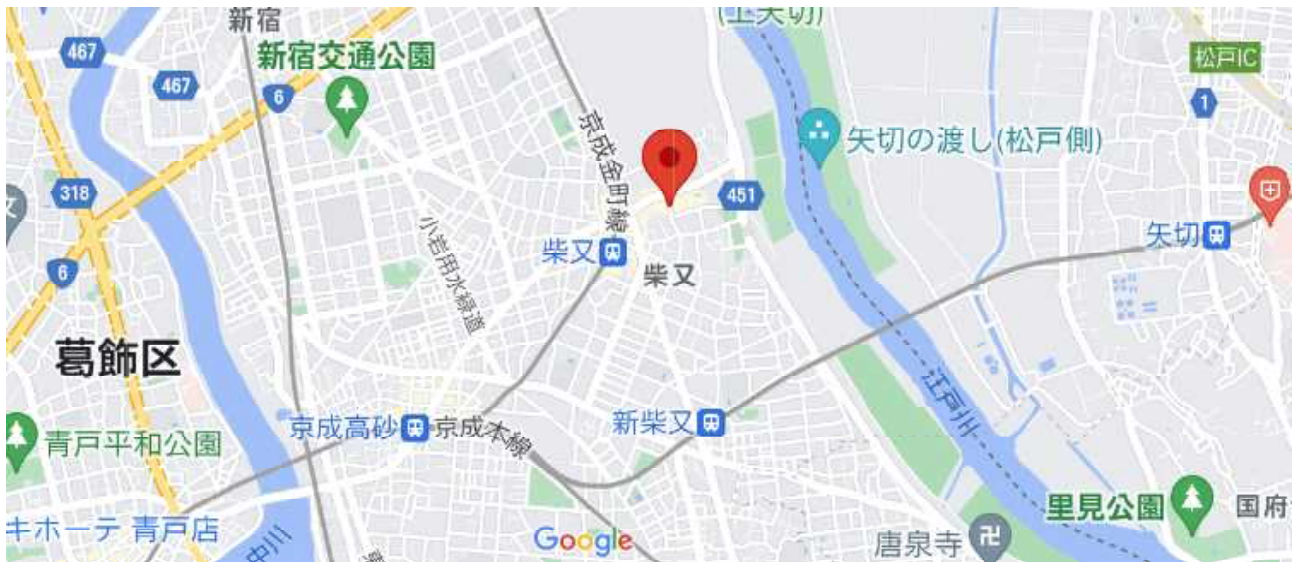 新宿
(上矢切)
467
新宿交通公園
松戸IC
467
6
1
京成金町線
矢切の渡し(松戸側)
318
451
小岩用水緑道
柴又
矢切
6
柴又
葛飾区
江戸川
京成高砂
京成本線
新柴又
青戸平和公園
里見公園
国府
キホーテ 青戸店
中川
Google
唐泉寺